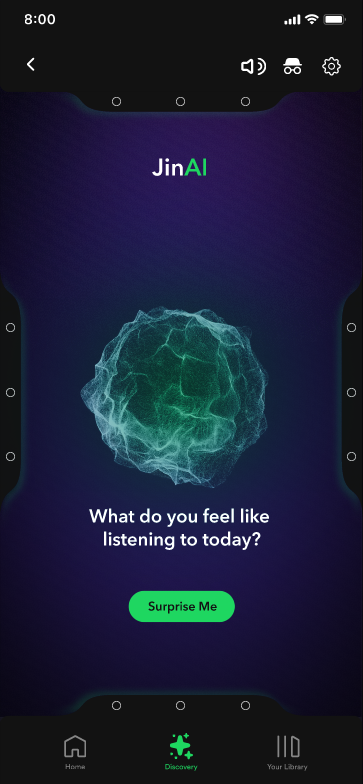 8:00
JinAI
What do you feel like
listening to today?
Surprise Me
Home
Discovery
Your Library